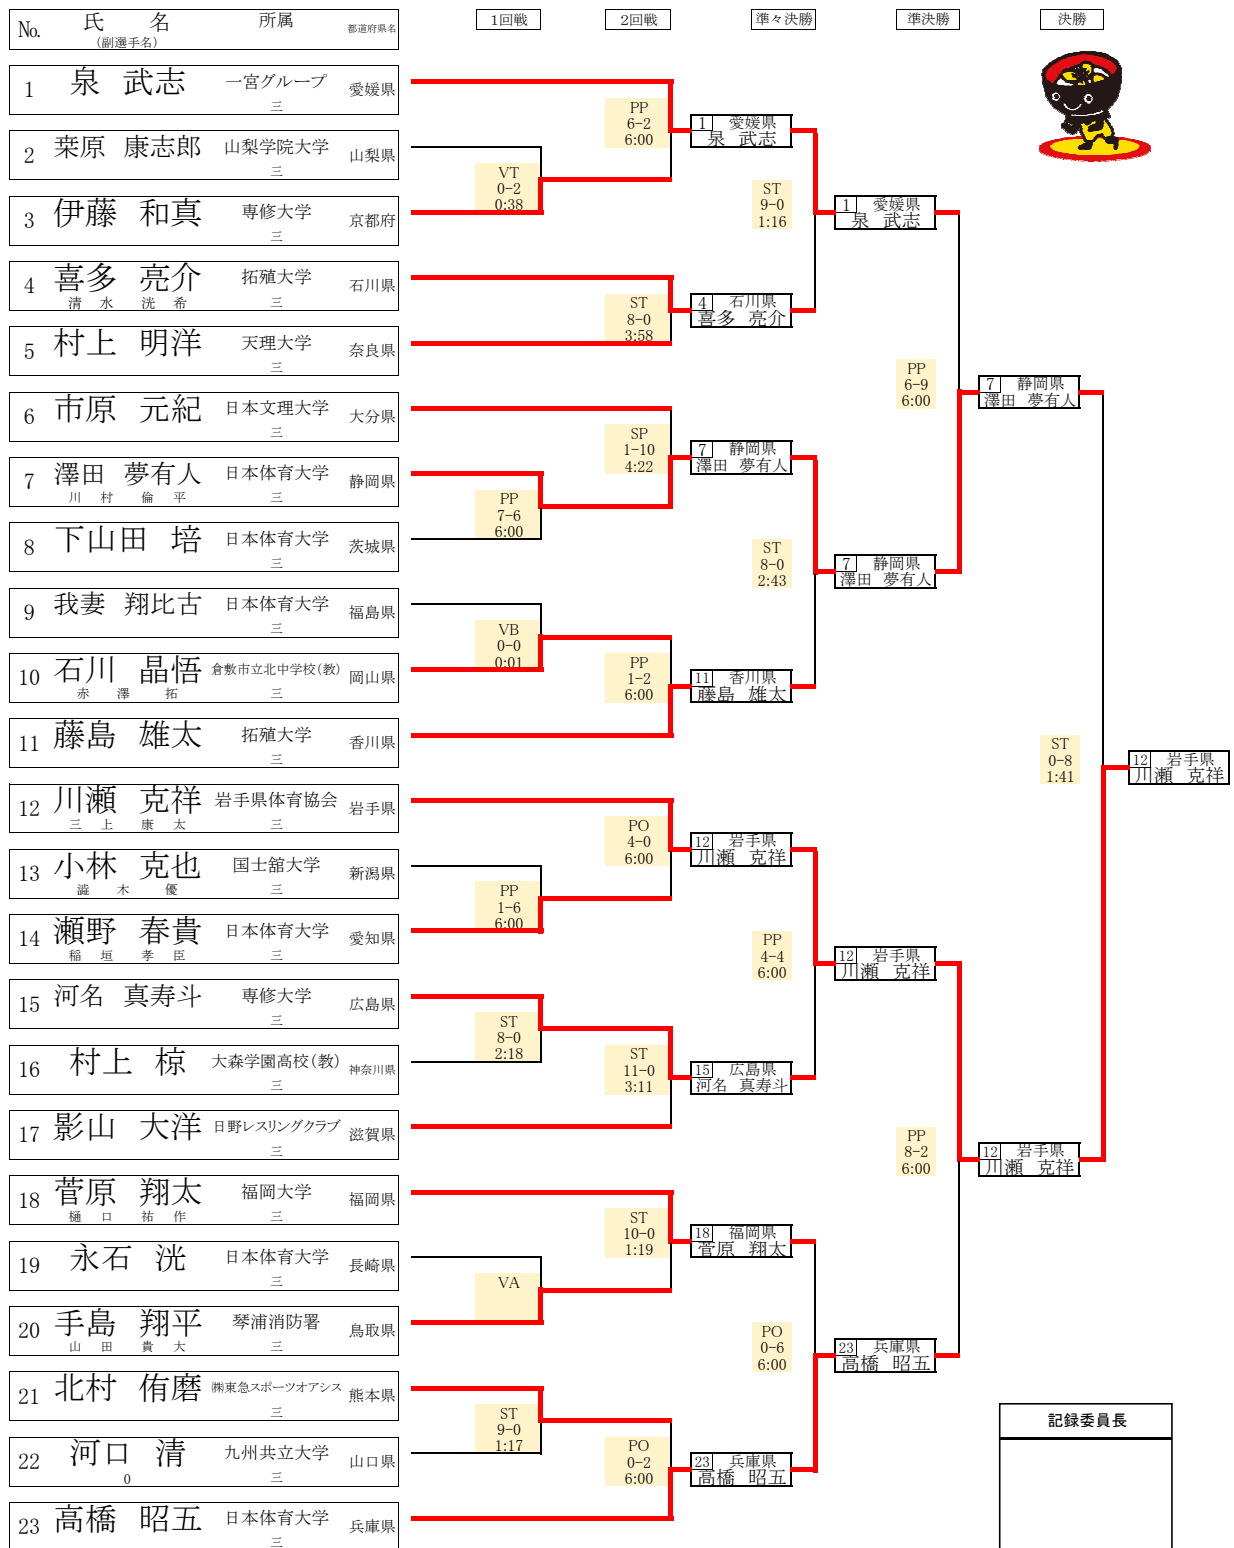 No. 氏 名 所属 都道府県名 1回戦 2回戦 準々決勝 準決勝 決勝
(副選手名)
1 泉 武志 一宮グループ 愛媛県
三
2 桒原 康志郎 山梨学院大学 山梨県
三
3 伊藤 和真 専修大学 京都府
三
4 喜多 亮介 拓殖大学 石川県
清水 洸希 三
5 村上 明洋 天理大学 奈良県
三
6 市原 元紀 日本文理大学 大分県
三
7 澤田 夢有人 日本体育大学 静岡県
川村 倫平 三
8 下山田 培 日本体育大学 茨城県
三
9 我妻 翔比古 日本体育大学 福島県
三
10 石川 晶悟 倉敷市立北中学校(教) 岡山県
赤澤 拓 三
11 藤島 雄太 拓殖大学 香川県
三
12 川瀬 克祥 岩手県体育協会 岩手県
三上 康太 三
13 小林 克也 国士舘大学 新潟県
澁木 優 三
14 瀬野 春貴 日本体育大学 愛知県
稲垣 孝臣 三
15 河名 真寿斗 専修大学 広島県
三
16 村上 椋 大森学園高校(教) 神奈川県
三
17 影山 大洋 日野レスリングクラブ 滋賀県
三
18 菅原 翔太 福岡大学 福岡県
樋口 祐作 三
19 永石 洸 日本体育大学 長崎県
三
20 手島 翔平 琴浦消防署 鳥取県
山田 貴大 三
21 北村 侑磨 ㈱東急スポーツオアシス 熊本県
三
22 河口 清 九州共立大学 山口県
0 三
23 高橋 昭五 日本体育大学 兵庫県
三
VT
0-2
0:38
PP
7-6
6:00
VB
0-0
0:01
PP
1-6
6:00
ST
8-0
2:18
VA
ST
9-0
1:17
PP
6-2
6:00
ST
8-0
3:58
SP
1-10
4:22
PP
1-2
6:00
PO
4-0
6:00
ST
11-0
3:11
ST
10-0
1:19
PO
0-2
6:00
1 愛媛県
泉 武志
4 石川県
喜多 亮介
7 静岡県
澤田 夢有人
11 香川県
藤島 雄太
12 岩手県
川瀬 克祥
15 広島県
河名 真寿斗
18 福岡県
菅原 翔太
23 兵庫県
高橋 昭五
ST
9-0
1:16
ST
8-0
2:43
PP
4-4
6:00
PO
0-6
6:00
1 愛媛県
泉 武志
7 静岡県
澤田 夢有人
12 岩手県
川瀬 克祥
23 兵庫県
高橋 昭五
PP
6-9
6:00
PP
8-2
6:00
7 静岡県
澤田 夢有人
12 岩手県
川瀬 克祥
ST
0-8
1:41
12 岩手県
川瀬 克祥
記録委員長